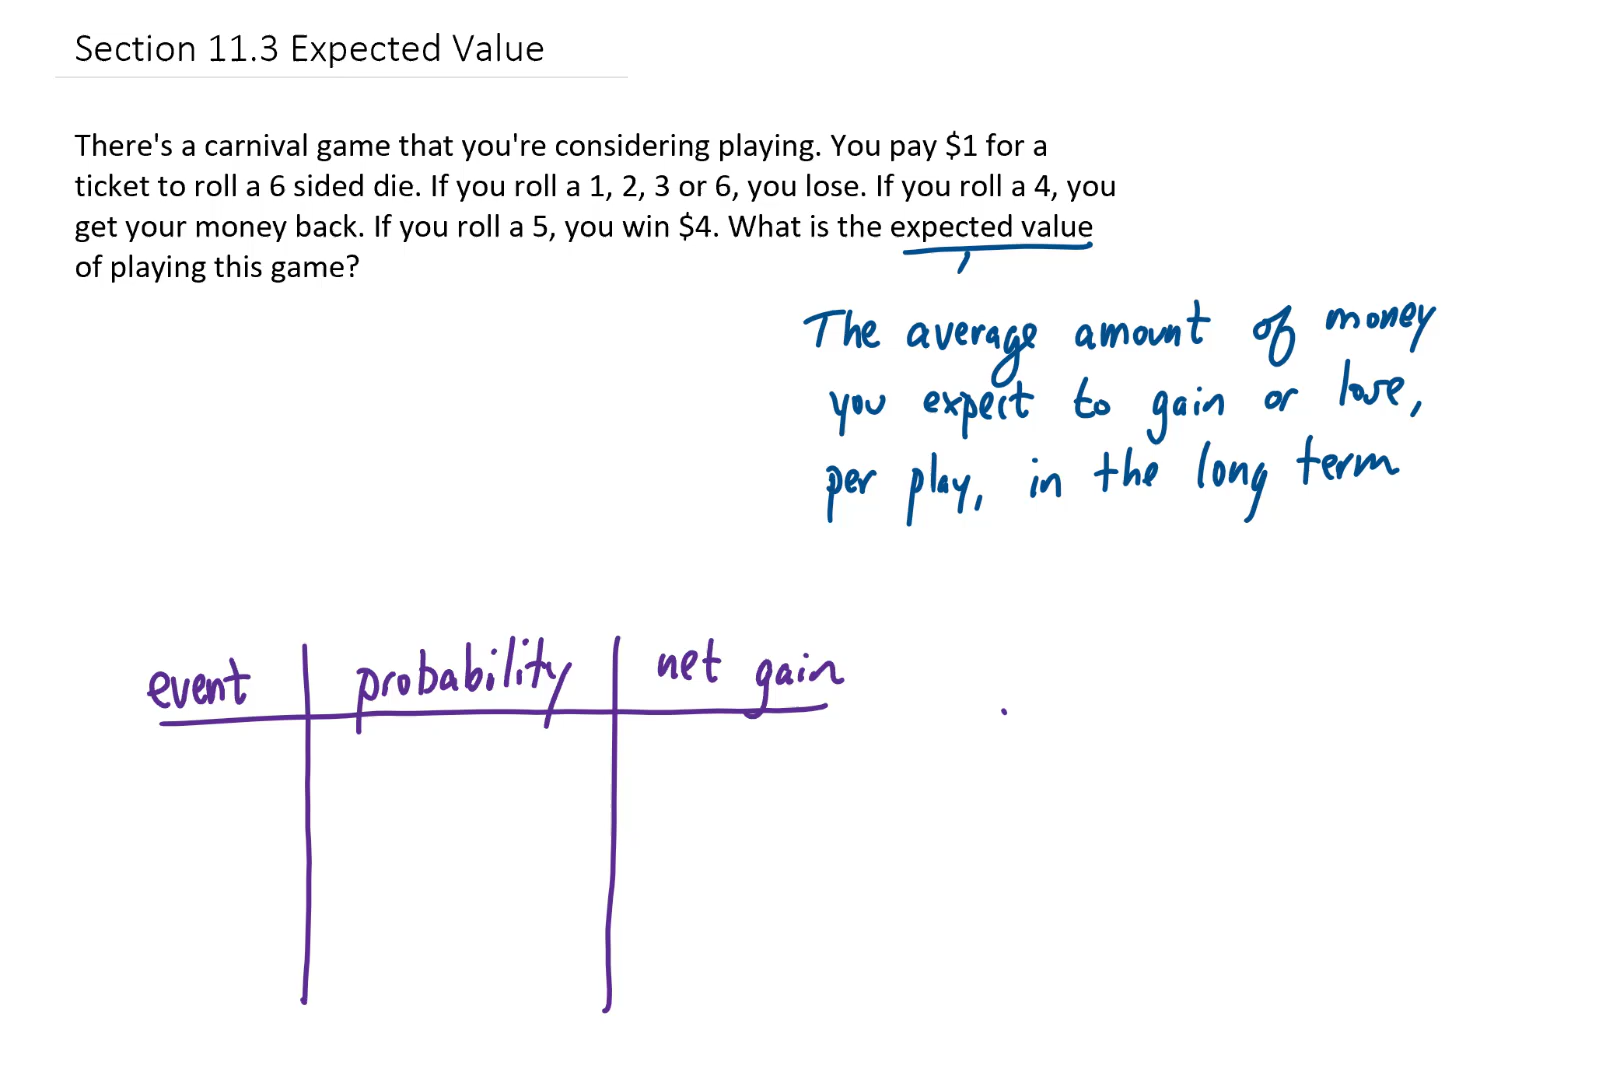 Section 11.3 Expected Value
There's a carnival game that you're considering playing. You pay $1 for a
ticket to roll a 6 sided die. If you roll a 1, 2, 3 or 6, you lose. If you roll a 4, you
get your money back. If you roll a 5, you win $4. What is the expected value
of playing this game?
The average amount of money
you expect to gain or lose,
per play, in the long term
event probability net gain